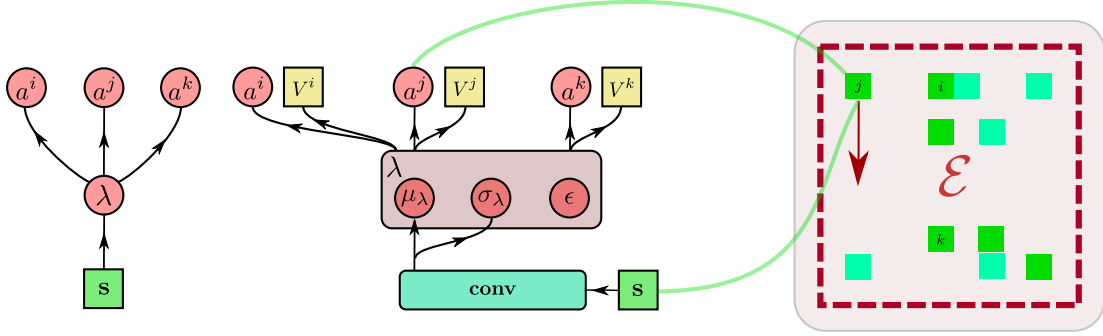 a^i a^j a^k
λ
s
a^i V^i a^j V^j a^k V^k
λ
μ_λ σ_λ ϵ
conv s
j i
ℰ
k